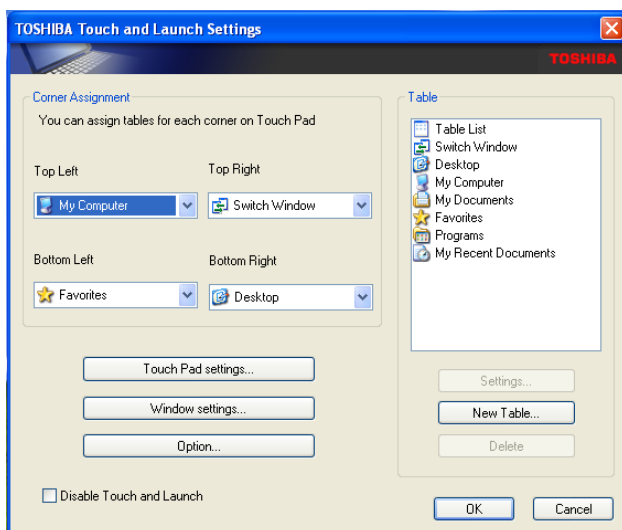 TOSHIBA Touch and Launch Settings
TOSHIBA
Corner Assignment
You can assign tables for each corner on Touch Pad
Top Left
Top Right
My Computer
Switch Window
Bottom Left
Bottom Right
Favorites
Desktop
Touch Pad settings...
Window settings...
Option...
Disable Touch and Launch
Table
Table List
Switch Window
Desktop
My Computer
My Documents
Favorites
Programs
My Recent Documents
Settings...
New Table...
Delete
OK
Cancel